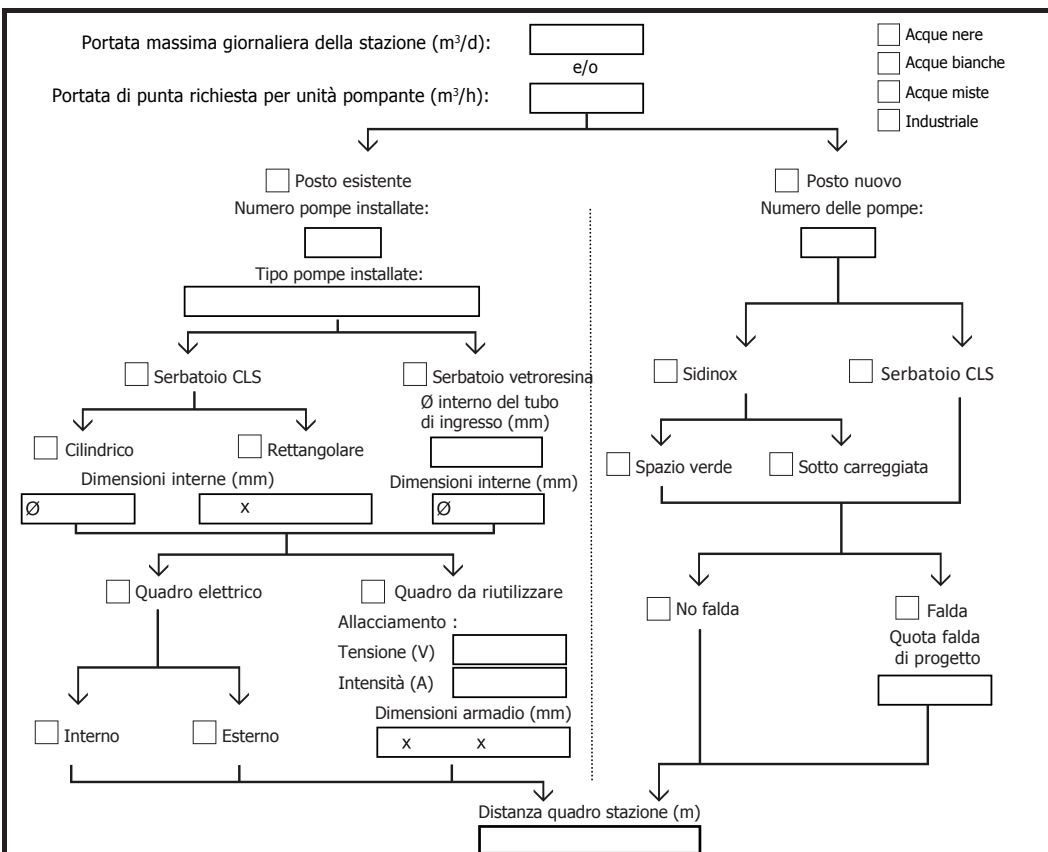 Portata massima giornaliera della stazione (m³/d):
e/o
Portata di punta richiesta per unità pompante (m³/h):
Acque nere
Acque bianche
Acque miste
Industriale
Posto esistente
Numero pompe installate:
Tipo pompe installate:
Serbatoio CLS
Serbatoio vetroresina
Ø interno del tubo
di ingresso (mm)
Cilindrico
Rettangolare
Dimensioni interne (mm)
Dimensioni interne (mm)
Ø
x
Ø
Quadro elettrico
Quadro da riutilizzare
Allacciamento :
Tensione (V)
Intensità (A)
Dimensioni armadio (mm)
x x
Interno
Esterno
Posto nuovo
Numero delle pompe:
Sidinox
Serbatoio CLS
Spazio verde
Sotto carreggiata
No falda
Falda
Quota falda
di progetto
Distanza quadro stazione (m)